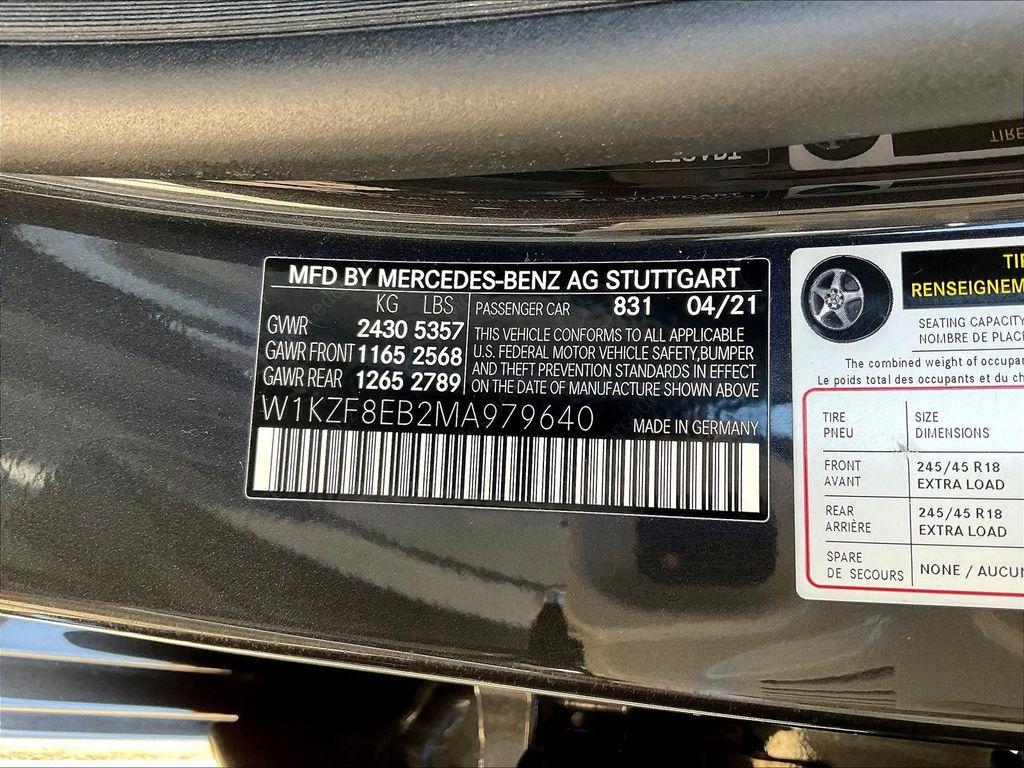 MFD BY MERCEDES-BENZ AG STUTTGART
KG LBS
GVWR 2430 5357
GAWR FRONT 1165 2568
GAWR REAR 1265 2789
PASSENGER CAR 831 04/21
THIS VEHICLE CONFORMS TO ALL APPLICABLE
U.S. FEDERAL MOTOR VEHICLE SAFETY,BUMPER
AND THEFT PREVENTION STANDARDS IN EFFECT
ON THE DATE OF MANUFACTURE SHOWN ABOVE
W1KZF8EB2MA979640
MADE IN GERMANY
TI
RENSEIGNEM
SEATING CAPACITY
NOMBRE DE PLAC
The combined weight of occupa
Le poids total des occupants et du ch
TIRE SIZE
PNEU DIMENSIONS
FRONT 245/45 R18
AVANT EXTRA LOAD
REAR 245/45 R18
ARRIÈRE EXTRA LOAD
SPARE
DE SECOURS NONE / AUCU